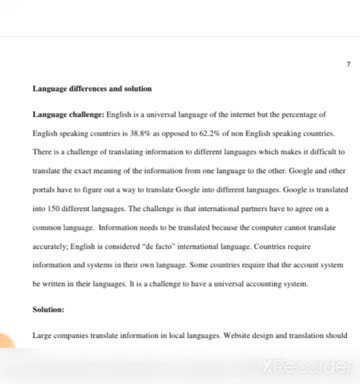 7
Language differences and solution
Language challenge: English is a universal language of the internet but the percentage of
English speaking countries is 38.8% as opposed to 62.2% of non English speaking countries.
There is a challenge of translating information to different languages which makes it difficult to
translate the exact meaning of the information from one language to the other. Google and other
portals have to figure out a way to translate Google into different languages. Google is translated
into 150 different languages. The challenge is that international partners have to agree on a
common language. Information needs to be translated because the computer cannot translate
accurately; English is considered "de facto" international language. Countries require
information and systems in their own language. Some countries require that the account system
be written in their languages. It is a challenge to have a universal accounting system.
Solution:
Large companies translate information in local languages. Website design and translation should
XRecorder